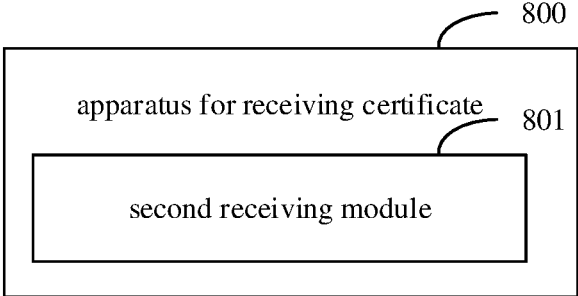 800
apparatus for receiving certificate
801
second receiving module